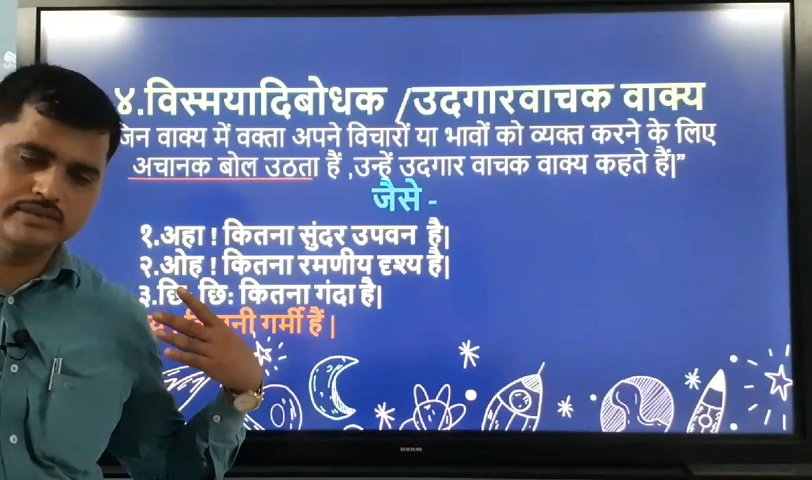 ४.विस्मयादिबोधक /उदगारवाचक वाक्य
जिन वाक्य में वक्ता अपने विचारों या भावों को व्यक्त करने के लिए
अचानक बोल उठता हैं ,उन्हें उदगार वाचक वाक्य कहते हैं|”
जैसे -
१.अहा ! कितना सुंदर उपवन है|
२.ओह ! कितना रमणीय दृश्य है|
३.छि: छि: कितना गंदा है|
गर्मी हैं |